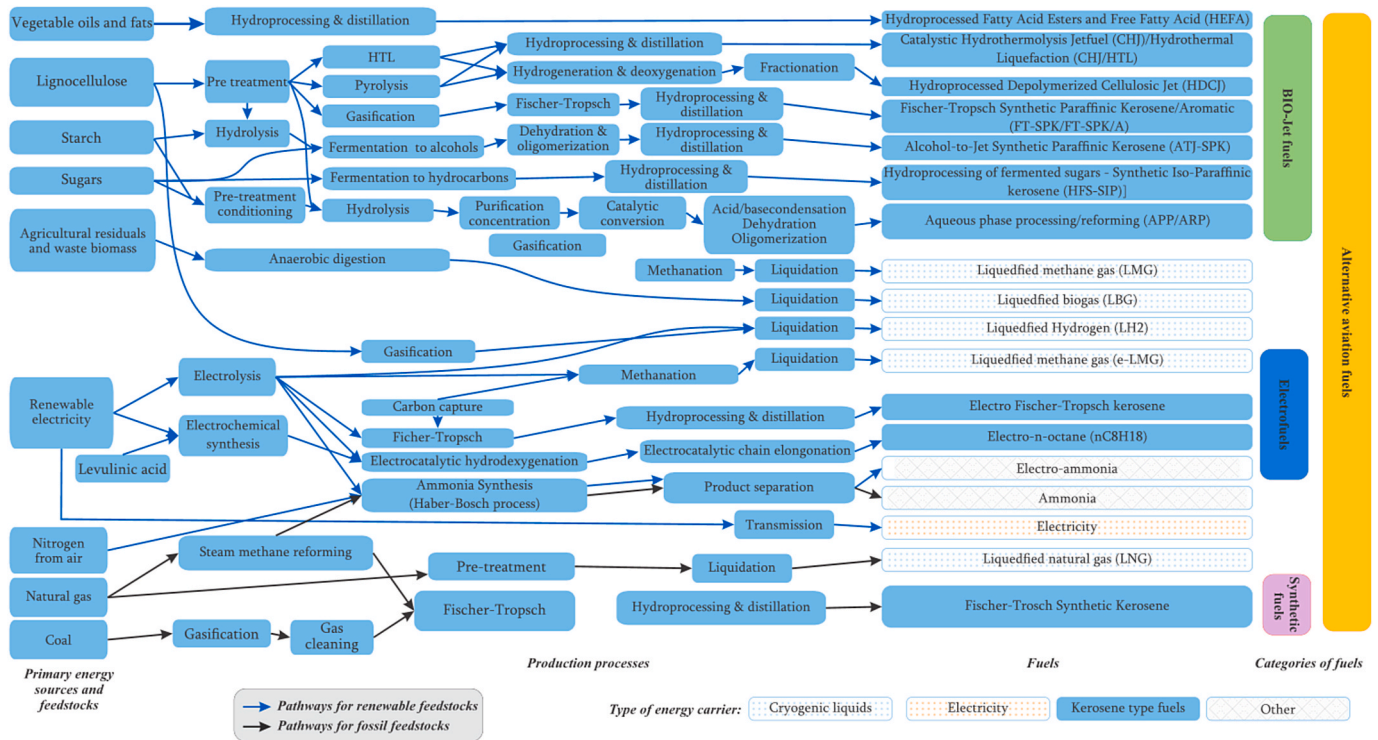 Vegetable oils and fats
Hydroprocessing & distillation
Hydroprocessed Fatty Acid Esters and Free Fatty Acid (HEFA)
Lignocellulose
Pre treatment
HTL
Pyrolysis
Gasification
Hydroprocessing & distillation
Hydrogeneration & deoxygenation
Fractionation
Catalystic Hydrothermolysis Jetfuel (CHJ)/Hydrothermal
Liquefaction (CHJ/HTL)
Hydroprocessed Depolymerized Cellulosic Jet (HDCJ)
Fischer-Tropsch
Hydroprocessing &
distillation
Fischer-Tropsch Synthetic Paraffinic Kerosene/Aromatic
(FT-SPK/FT-SPK/A)
Starch
Hydrolysis
Fermentation to alcohols
Dehydration &
oligomerization
Hydroprocessing &
distillation
Alcohol-to-Jet Synthetic Paraffinic Kerosene (ATJ-SPK)
Sugars
Fermentation to hydrocarbons
Hydroprocessing &
distillation
Hydroprocessing of fermented sugars - Synthetic Iso-Paraffinic
kerosene (HFS-SIP)]
Pre-treatment
conditioning
Hydrolysis
Purification
concentration
Catalytic
conversion
Acid/basecondensation
Dehydration
Oligomerization
Aqueous phase processing/reforming (APP/ARP)
Agricultural residuals
and waste biomass
Gasification
Anaerobic digestion
Methanation
Liquidation
Liquedfied methane gas (LMG)
Liquidation
Liquedfied biogas (LBG)
Liquidation
Liquedfied Hydrogen (LH2)
Gasification
Liquidation
Liquedfied methane gas (e-LMG)
Electrolysis
Methanation
Renewable
electricity
Carbon capture
Hydroprocessing & distillation
Electro Fischer-Tropsch kerosene
Electrochemical
synthesis
Ficher-Tropsch
Electrocatalytic hydrodexygenation
Electrocatalytic chain elongonation
Electro-n-octane (nC8H18)
Levulinic acid
Ammonia Synthesis
(Haber-Bosch process)
Product separation
Electro-ammonia
Ammonia
Transmission
Electricity
Nitrogen
from air
Steam methane reforming
Pre-treatment
Liquidation
Liquedfied natural gas (LNG)
Natural gas
Fischer-Tropsch
Hydroprocessing & distillation
Fischer-Trosch Synthetic Kerosene
Coal
Gasification
Gas
cleaning
BIO-Jet fuels
Electrofuels
Synthetic
fuels
Alternative aviation fuels
Primary energy
sources and
feedstocks
Production processes
Fuels
Categories of fuels
Pathways for renewable feedstocks
Pathways for fossil feedstocks
Type of energy carrier:
Cryogenic liquids
Electricity
Kerosene type fuels
Other